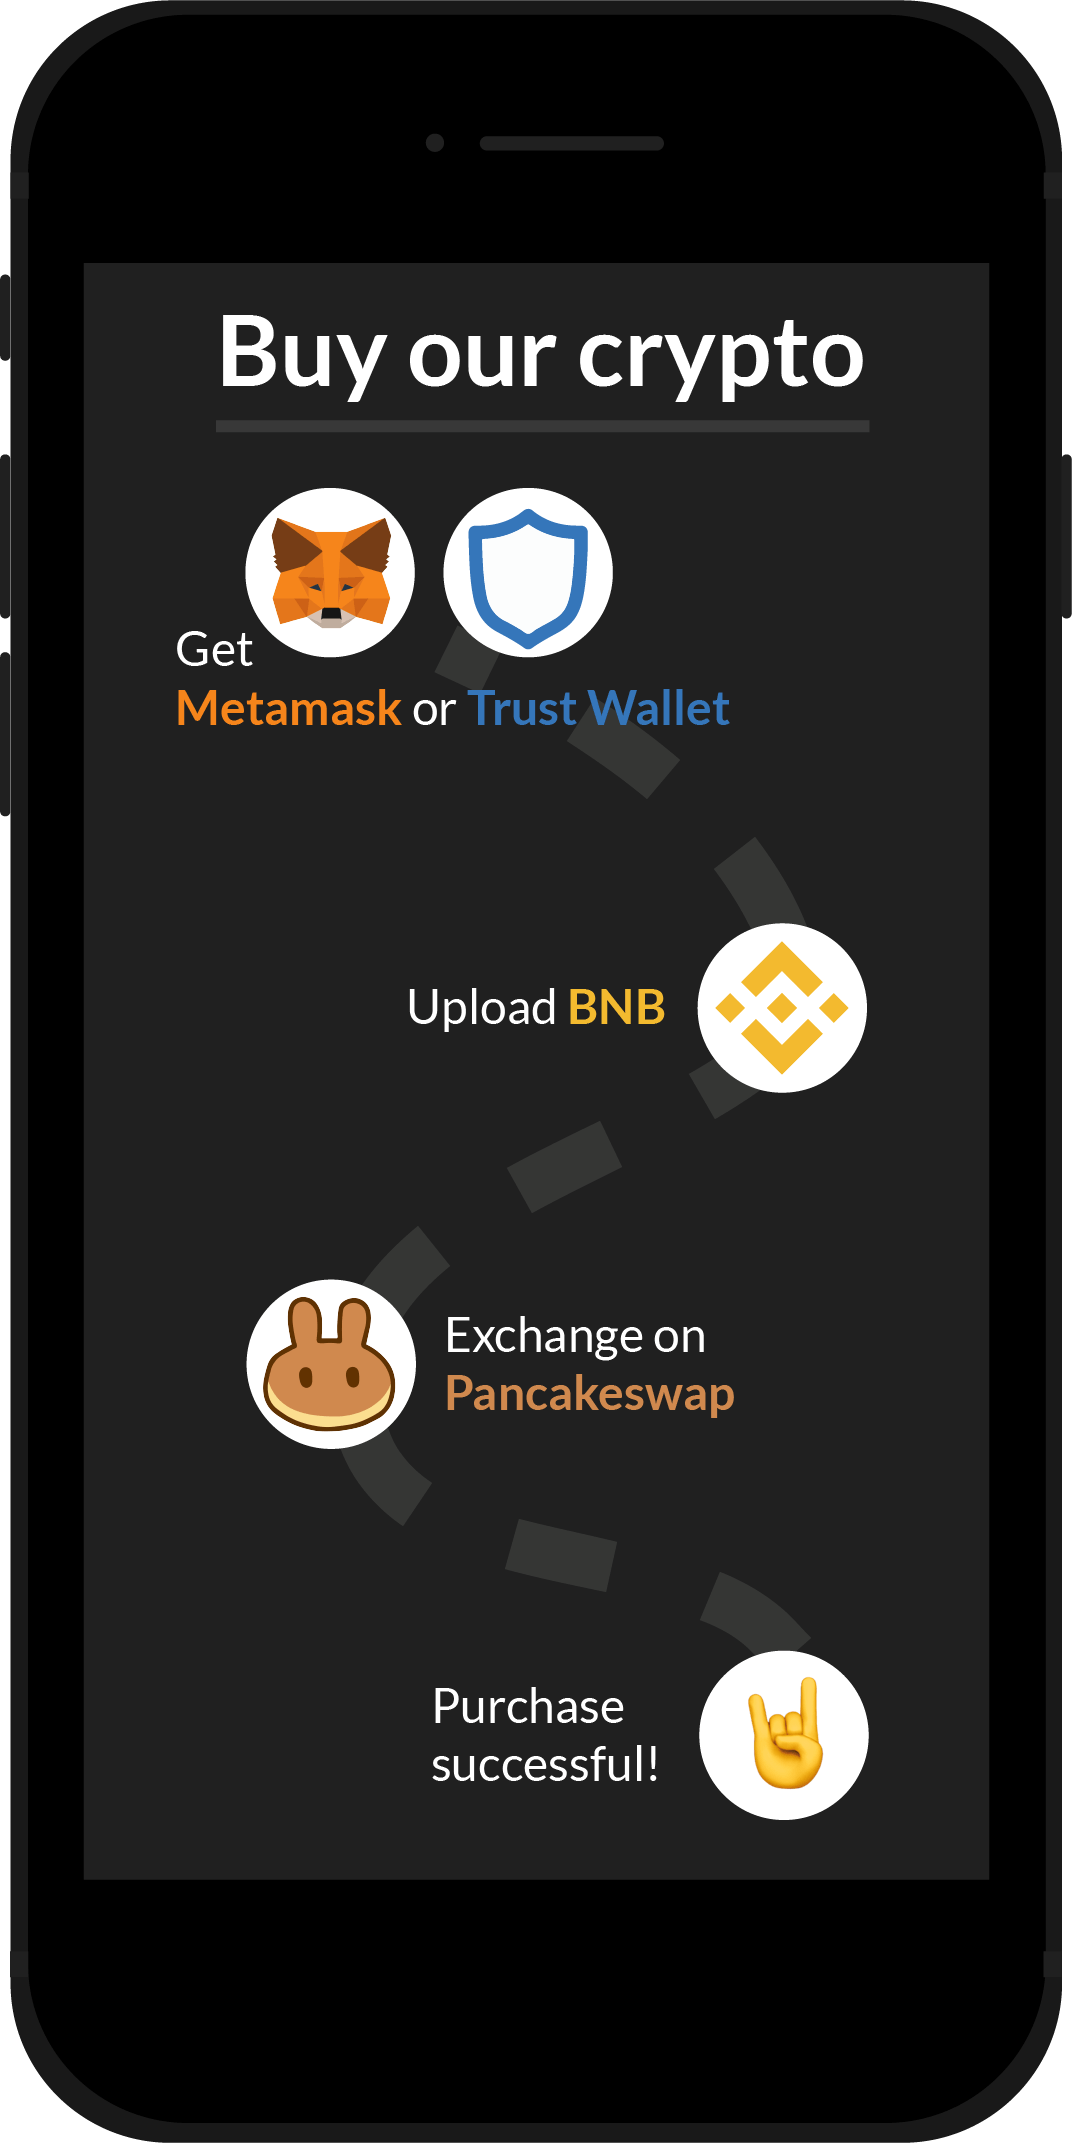 Buy our crypto
Get
Metamask or Trust Wallet
Upload BNB
Exchange on
Pancakeswap
Purchase
successful!